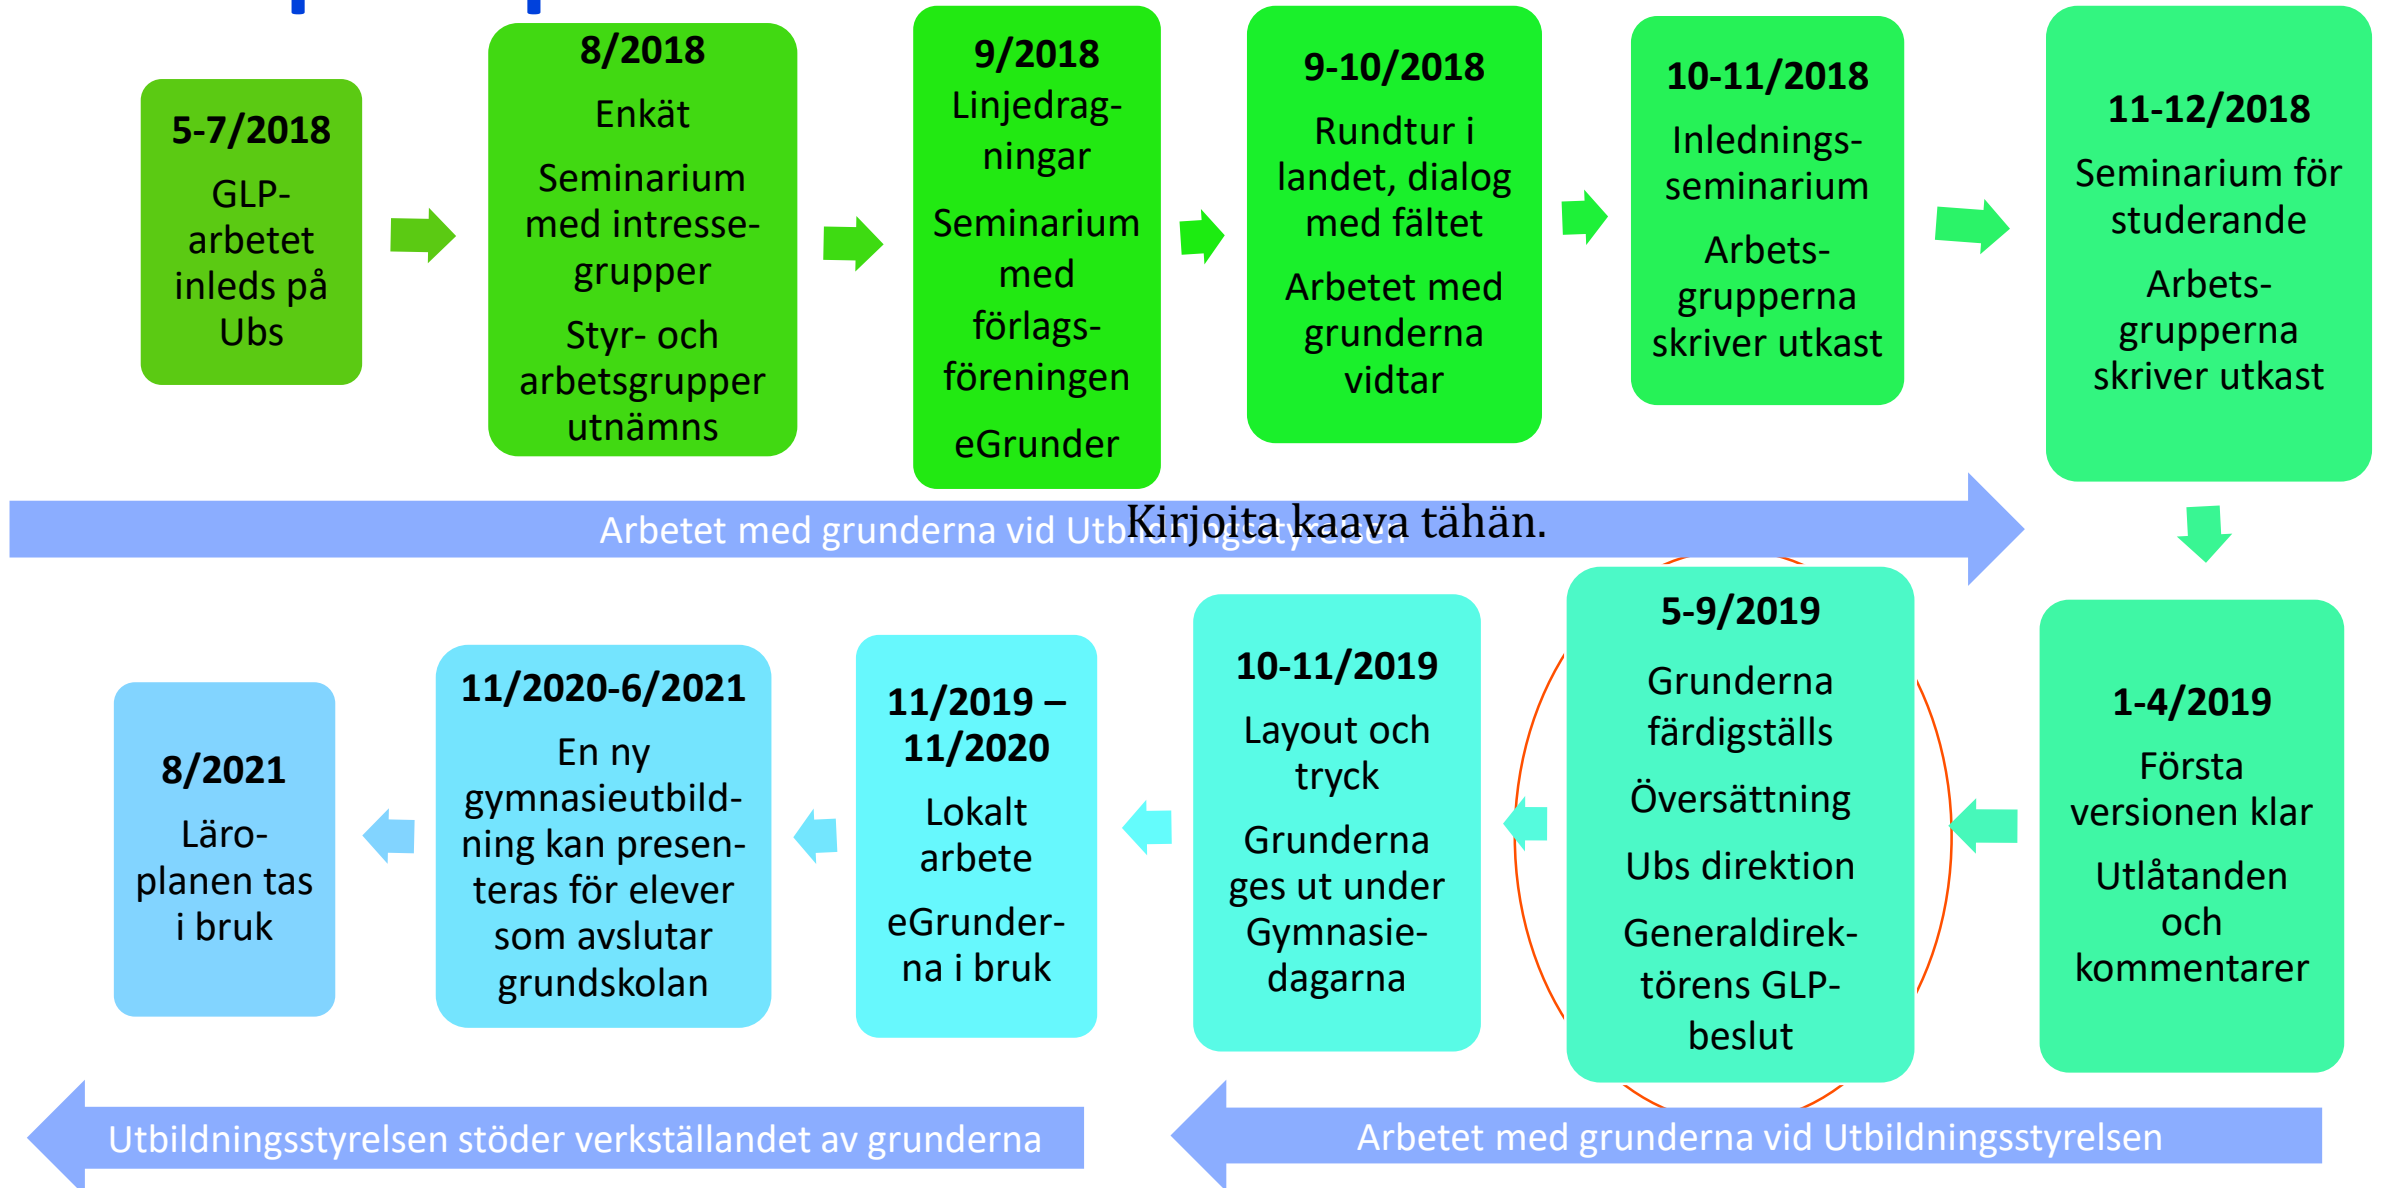 5-7/2018
GLP-
arbetet
inleds på
Ubs
8/2018
Enkät
Seminarium
med intresse-
grupper
Styr- och
arbetsgrupper
utnämns
9/2018
Linjedrag-
ningar
Seminarium
med
förlags-
föreningen
eGrunder
9-10/2018
Rundtur i
landet, dialog
med fältet
Arbetet med
grunderna
vidtar
10-11/2018
Inlednings-
seminarium
Arbets-
grupperna
skriver utkast
11-12/2018
Seminarium för
studerande
Arbets-
grupperna
skriver utkast
Arbetet med grunderna vid Utbildningsstyrelsen
Kirjoita kaava tähän.
1-4/2019
Första
versionen klar
Utlåtanden
och
kommentarer
5-9/2019
Grunderna
färdigställs
Översättning
Ubs direktion
Generaldirek-
törens GLP-
beslut
10-11/2019
Layout och
tryck
Grunderna
ges ut under
Gymnasie-
dagarna
11/2019 –
11/2020
Lokalt
arbete
eGrunder-
na i bruk
11/2020-6/2021
En ny
gymnasieutbild-
ning kan presen-
teras för elever
som avslutar
grundskolan
8/2021
Läro-
planen tas
i bruk
Arbetet med grunderna vid Utbildningsstyrelsen
Utbildningsstyrelsen stöder verkställandet av grunderna